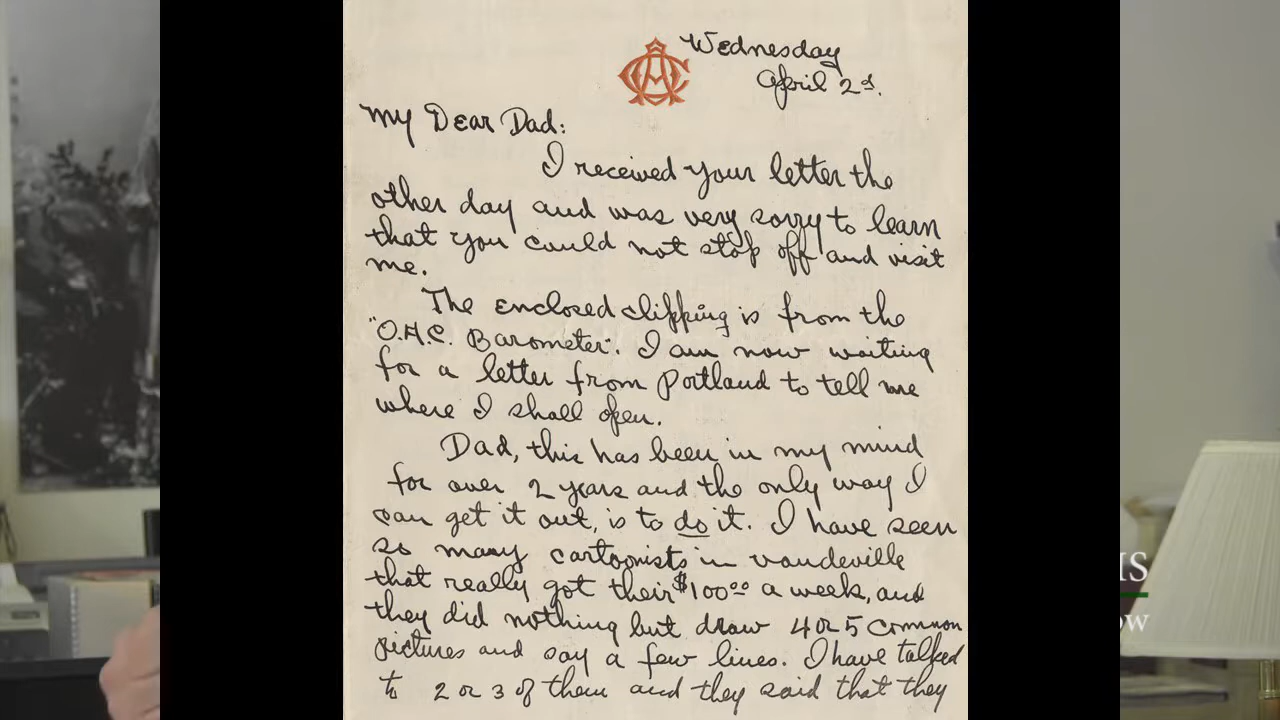 Wednesday
April 2d.
My Dear Dad:
I received your letter the
other day and was very sorry to learn
that you could not stop off and visit
me.
The enclosed clipping is from the
"O.A.C. Barometer". I am now waiting
for a letter from Portland to tell me
where I shall open.
Dad, this has been in my mind
for over 2 years and the only way I
can get it out, is to do it. I have seen
so many cartoonists in vaudeville
that really got their $100.00 a week, and
they did nothing but draw 4 or 5 common
pictures and say a few lines. I have talked
to 2 or 3 of them and they said that they
IS
ow